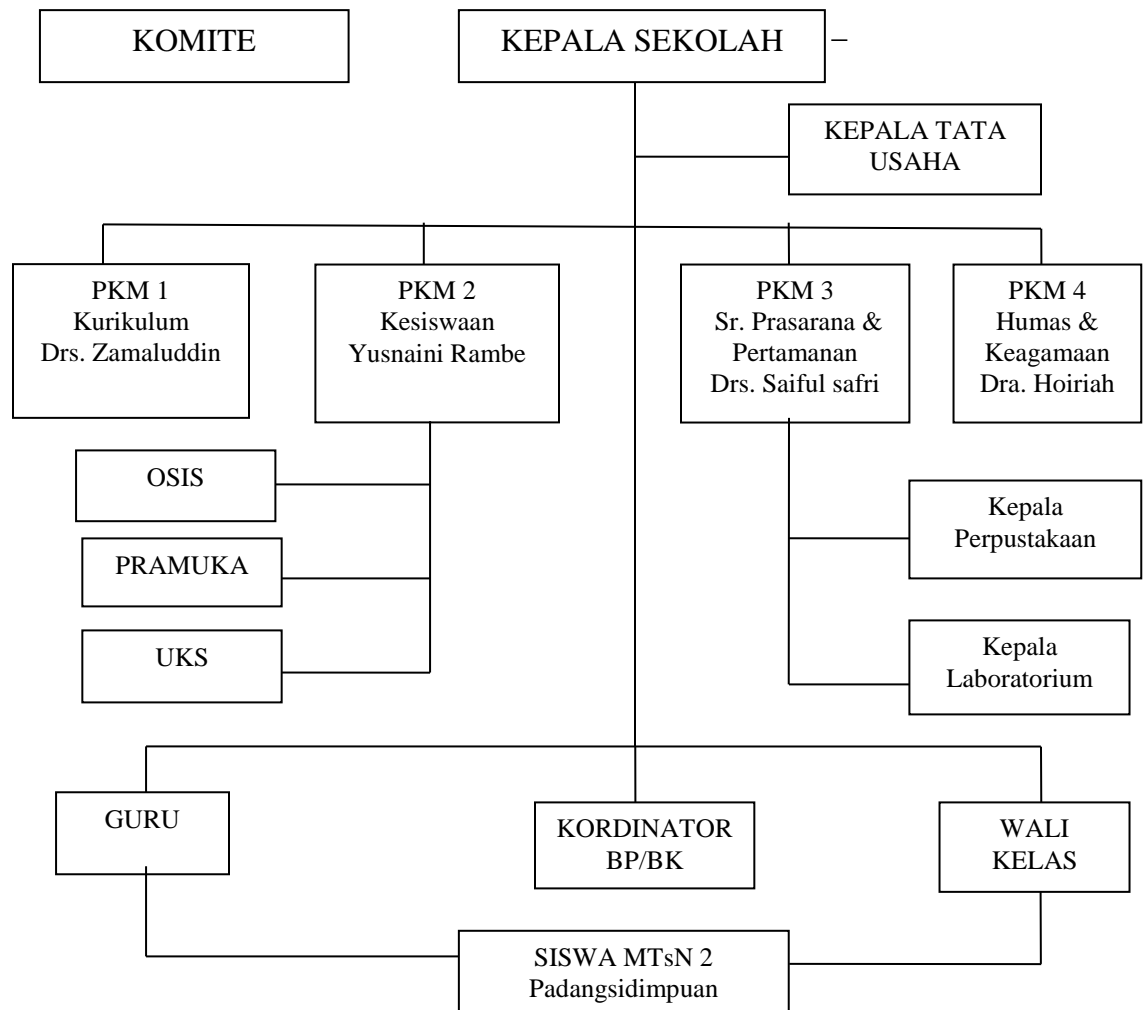 KOMITE
KEPALA SEKOLAH
–
KEPALA TATA
USAHA
PKM 1
Kurikulum
Drs. Zamaluddin
PKM 2
Kesiswaan
Yusnaini Rambe
PKM 3
Sr. Prasarana &
Pertamanan
Drs. Saiful safri
PKM 4
Humas &
Keagamaan
Dra. Hoiriah
OSIS
PRAMUKA
UKS
Kepala
Perpustakaan
Kepala
Laboratorium
GURU
KORDINATOR
BP/BK
WALI
KELAS
SISWA MTsN 2
Padangsidimpuan